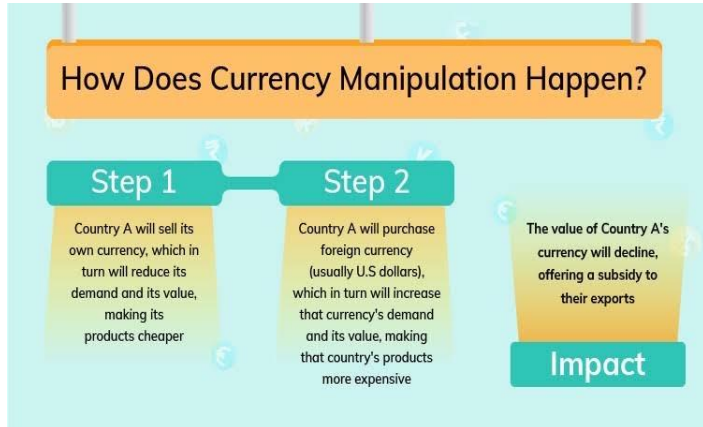 How Does Currency Manipulation Happen?
Step 1
Country A will sell its
own currency, which in
turn will reduce its
demand and its value,
making its
products cheaper
Step 2
Country A will purchase
foreign currency
(usually U.S dollars),
which in turn will increase
that currency's demand
and its value, making
that country's products
more expensive
The value of Country A's
currency will decline,
offering a subsidy to
their exports
Impact